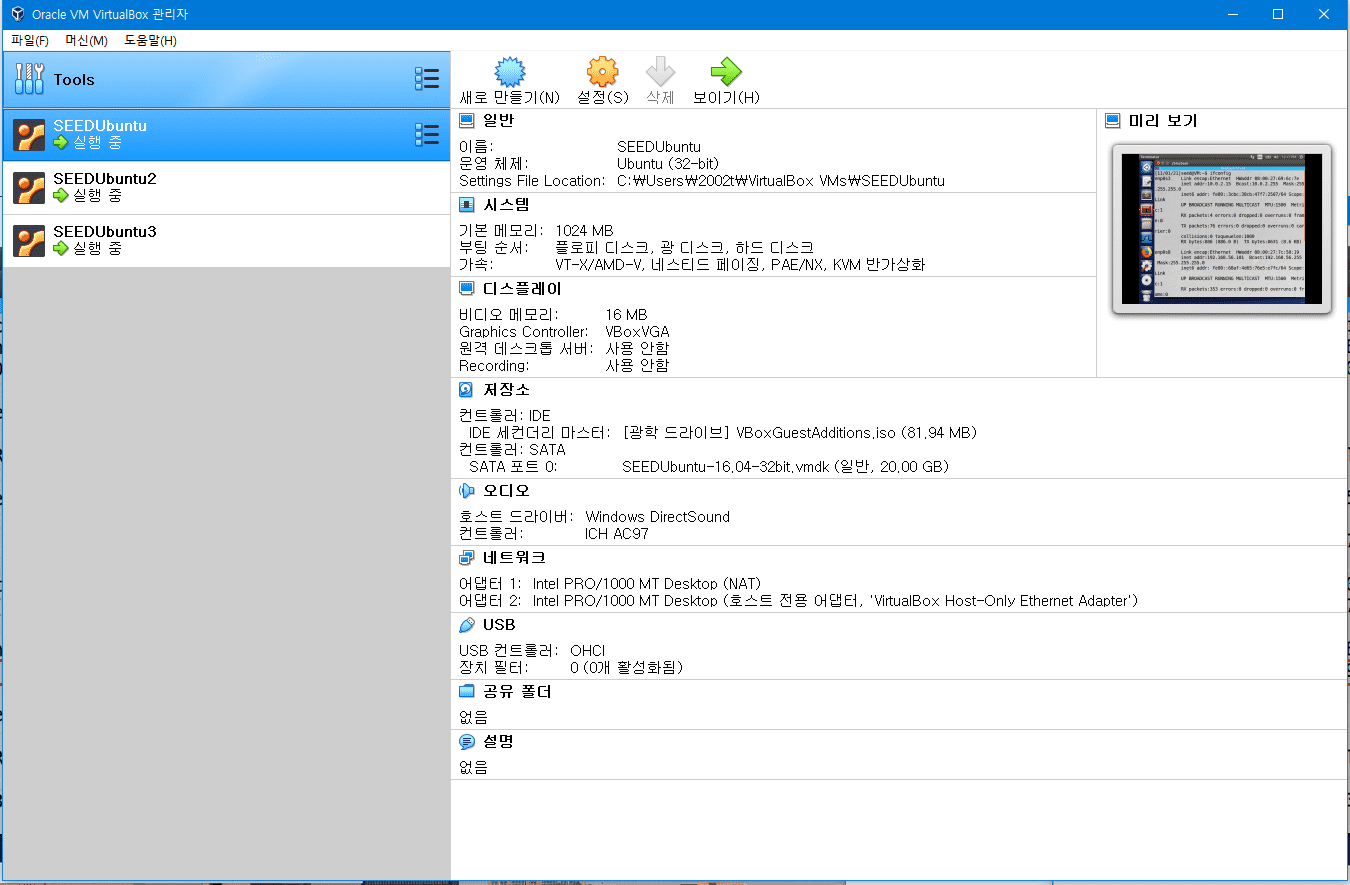 Oracle VM VirtualBox 관리자
파일(F) 머신(M) 도움말(H)
Tools
SEEDUbuntu
실행 중
SEEDUbuntu2
실행 중
SEEDUbuntu3
실행 중
새로 만들기(N) 설정(S) 삭제 보이기(H)
일반
이름: SEEDUbuntu
운영 체제: Ubuntu (32-bit)
Settings File Location: C:₩Users₩2002t₩VirtualBox VMs₩SEEDUbuntu
시스템
기본 메모리: 1024 MB
부팅 순서: 플로피 디스크, 광 디스크, 하드 디스크
가속: VT-X/AMD-V, 네스티드 페이징, PAE/NX, KVM 반가상화
디스플레이
비디오 메모리: 16 MB
Graphics Controller: VBoxVGA
원격 데스크톱 서버: 사용 안함
Recording: 사용 안함
미리 보기
저장소
컨트롤러: IDE
IDE 세컨더리 마스터: [광학 드라이브] VBoxGuestAdditions.iso (81.94 MB)
컨트롤러: SATA
SATA 포트 0: SEEDUbuntu-16.04-32bit.vmdk (일반, 20.00 GB)
오디오
호스트 드라이버: Windows DirectSound
컨트롤러: ICH AC97
네트워크
어댑터 1: Intel PRO/1000 MT Desktop (NAT)
어댑터 2: Intel PRO/1000 MT Desktop (호스트 전용 어댑터, 'VirtualBox Host-Only Ethernet Adapter')
USB
USB 컨트롤러: OHCI
장치 필터: 0 (0개 활성화됨)
공유 폴더
없음
설명
없음